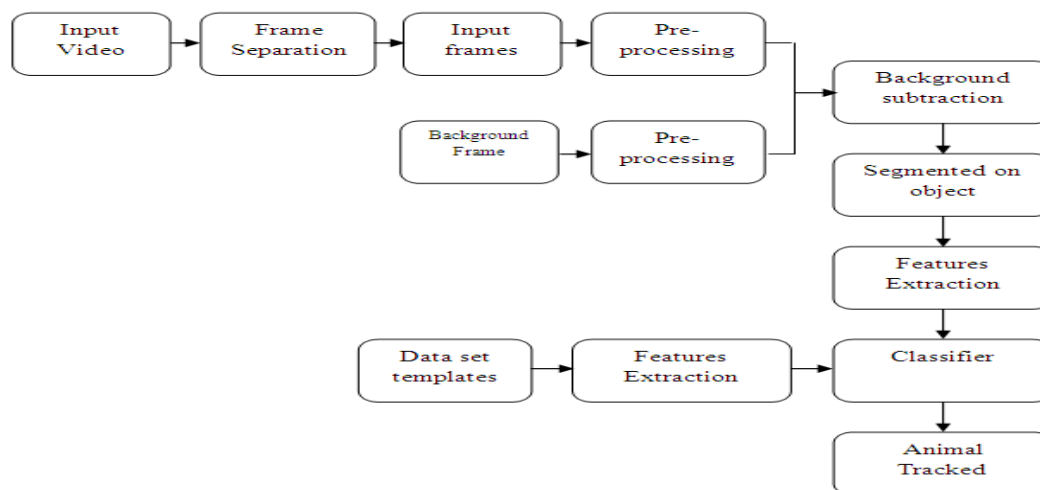 Input
Video
Frame
Separation
Input
frames
Pre-
processing
Background
subtraction
Background
Frame
Pre-
processing
Segmented on
object
Features
Extraction
Data set
templates
Features
Extraction
Classifier
Animal
Tracked